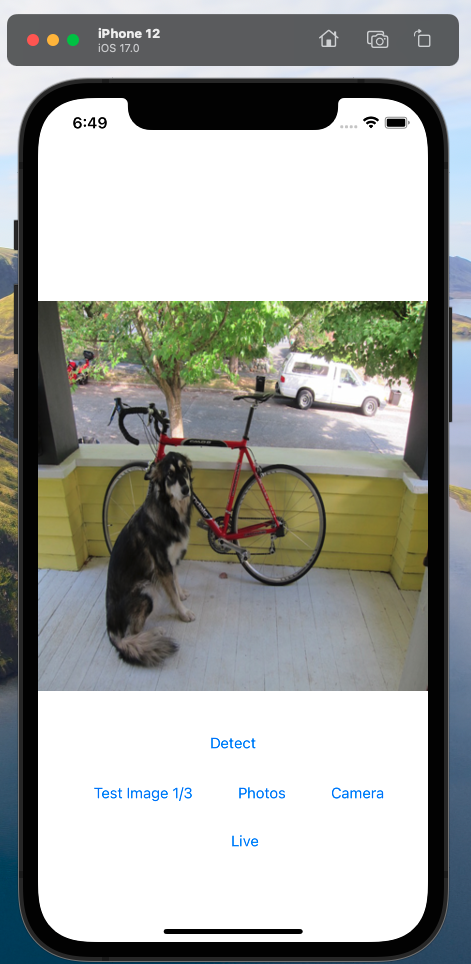 iPhone 12
iOS 17.0
6:49
Detect
Test Image 1/3
Photos
Camera
Live